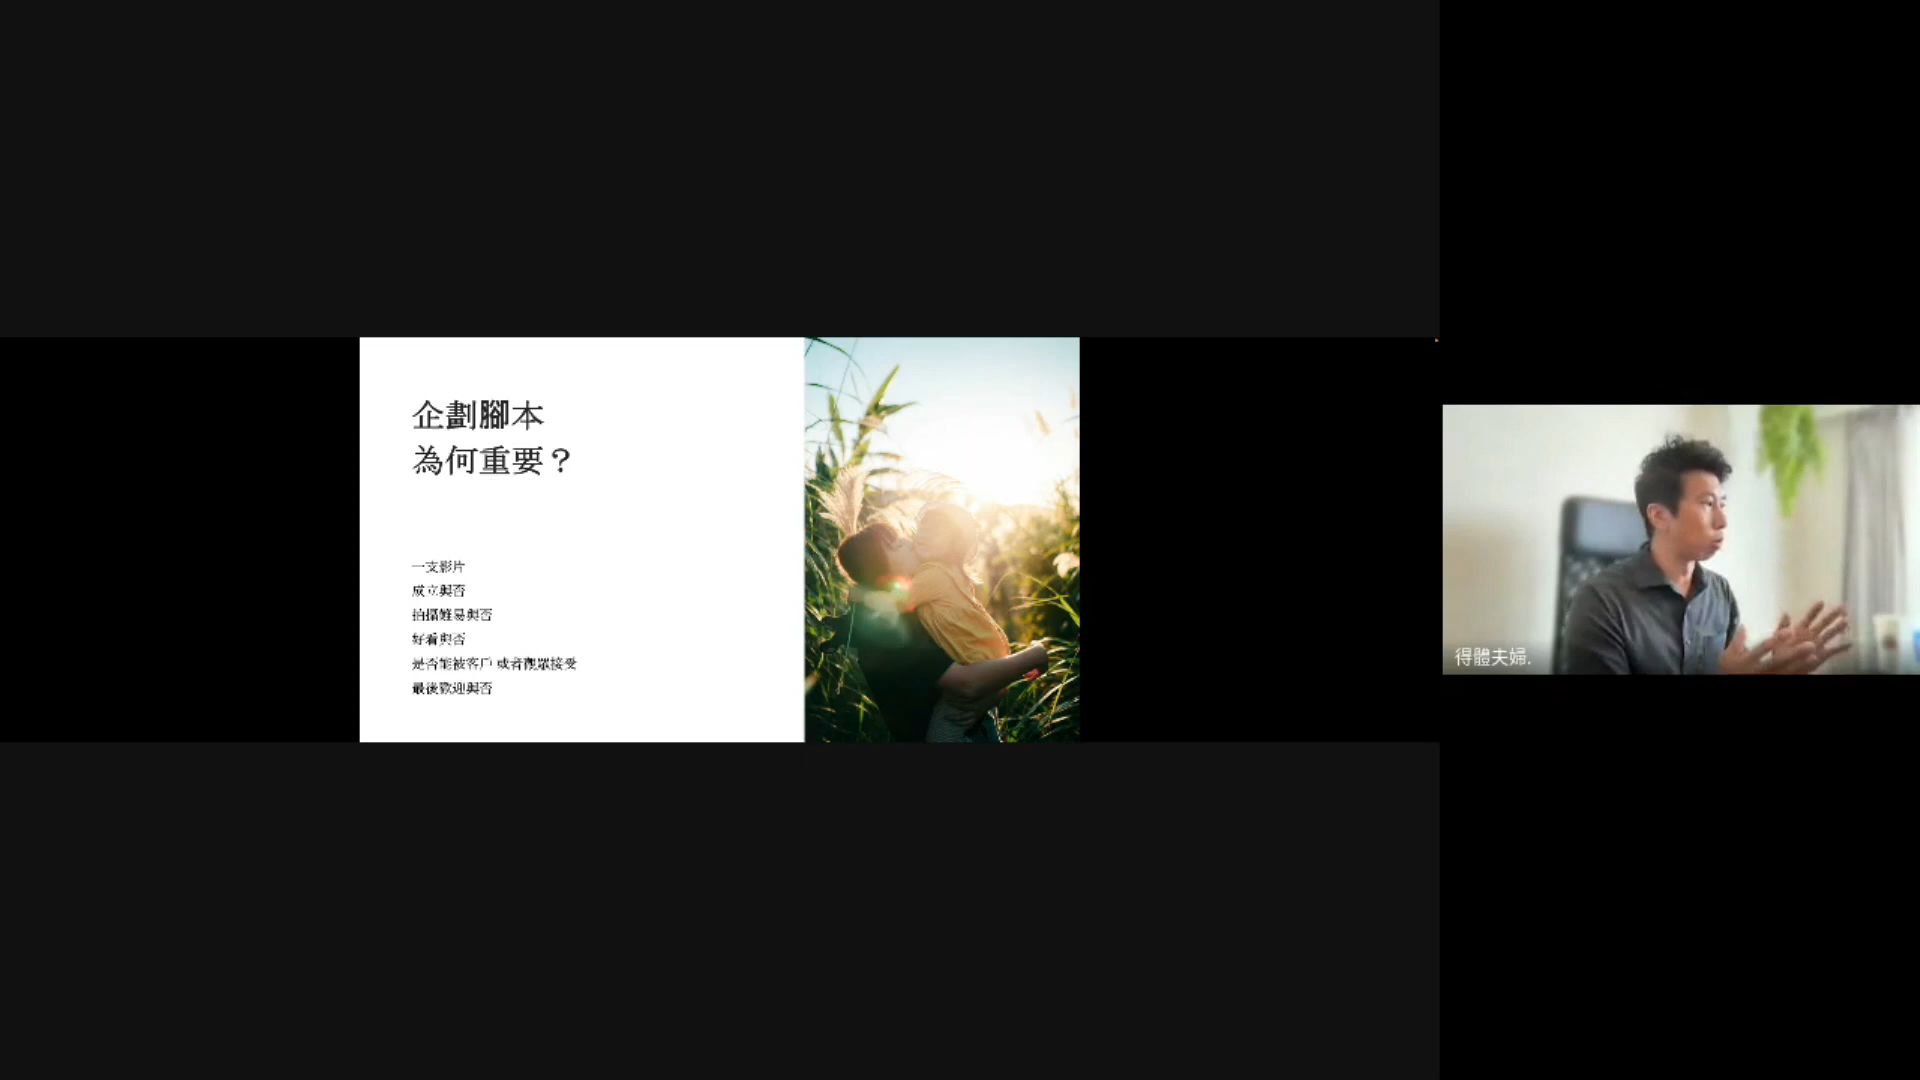 企劃腳本
為何重要？
一支影片
成立與否
拍攝難易與否
好看與否
是否能被客戶 或者觀眾接受
最後歡迎與否
得體夫婦.